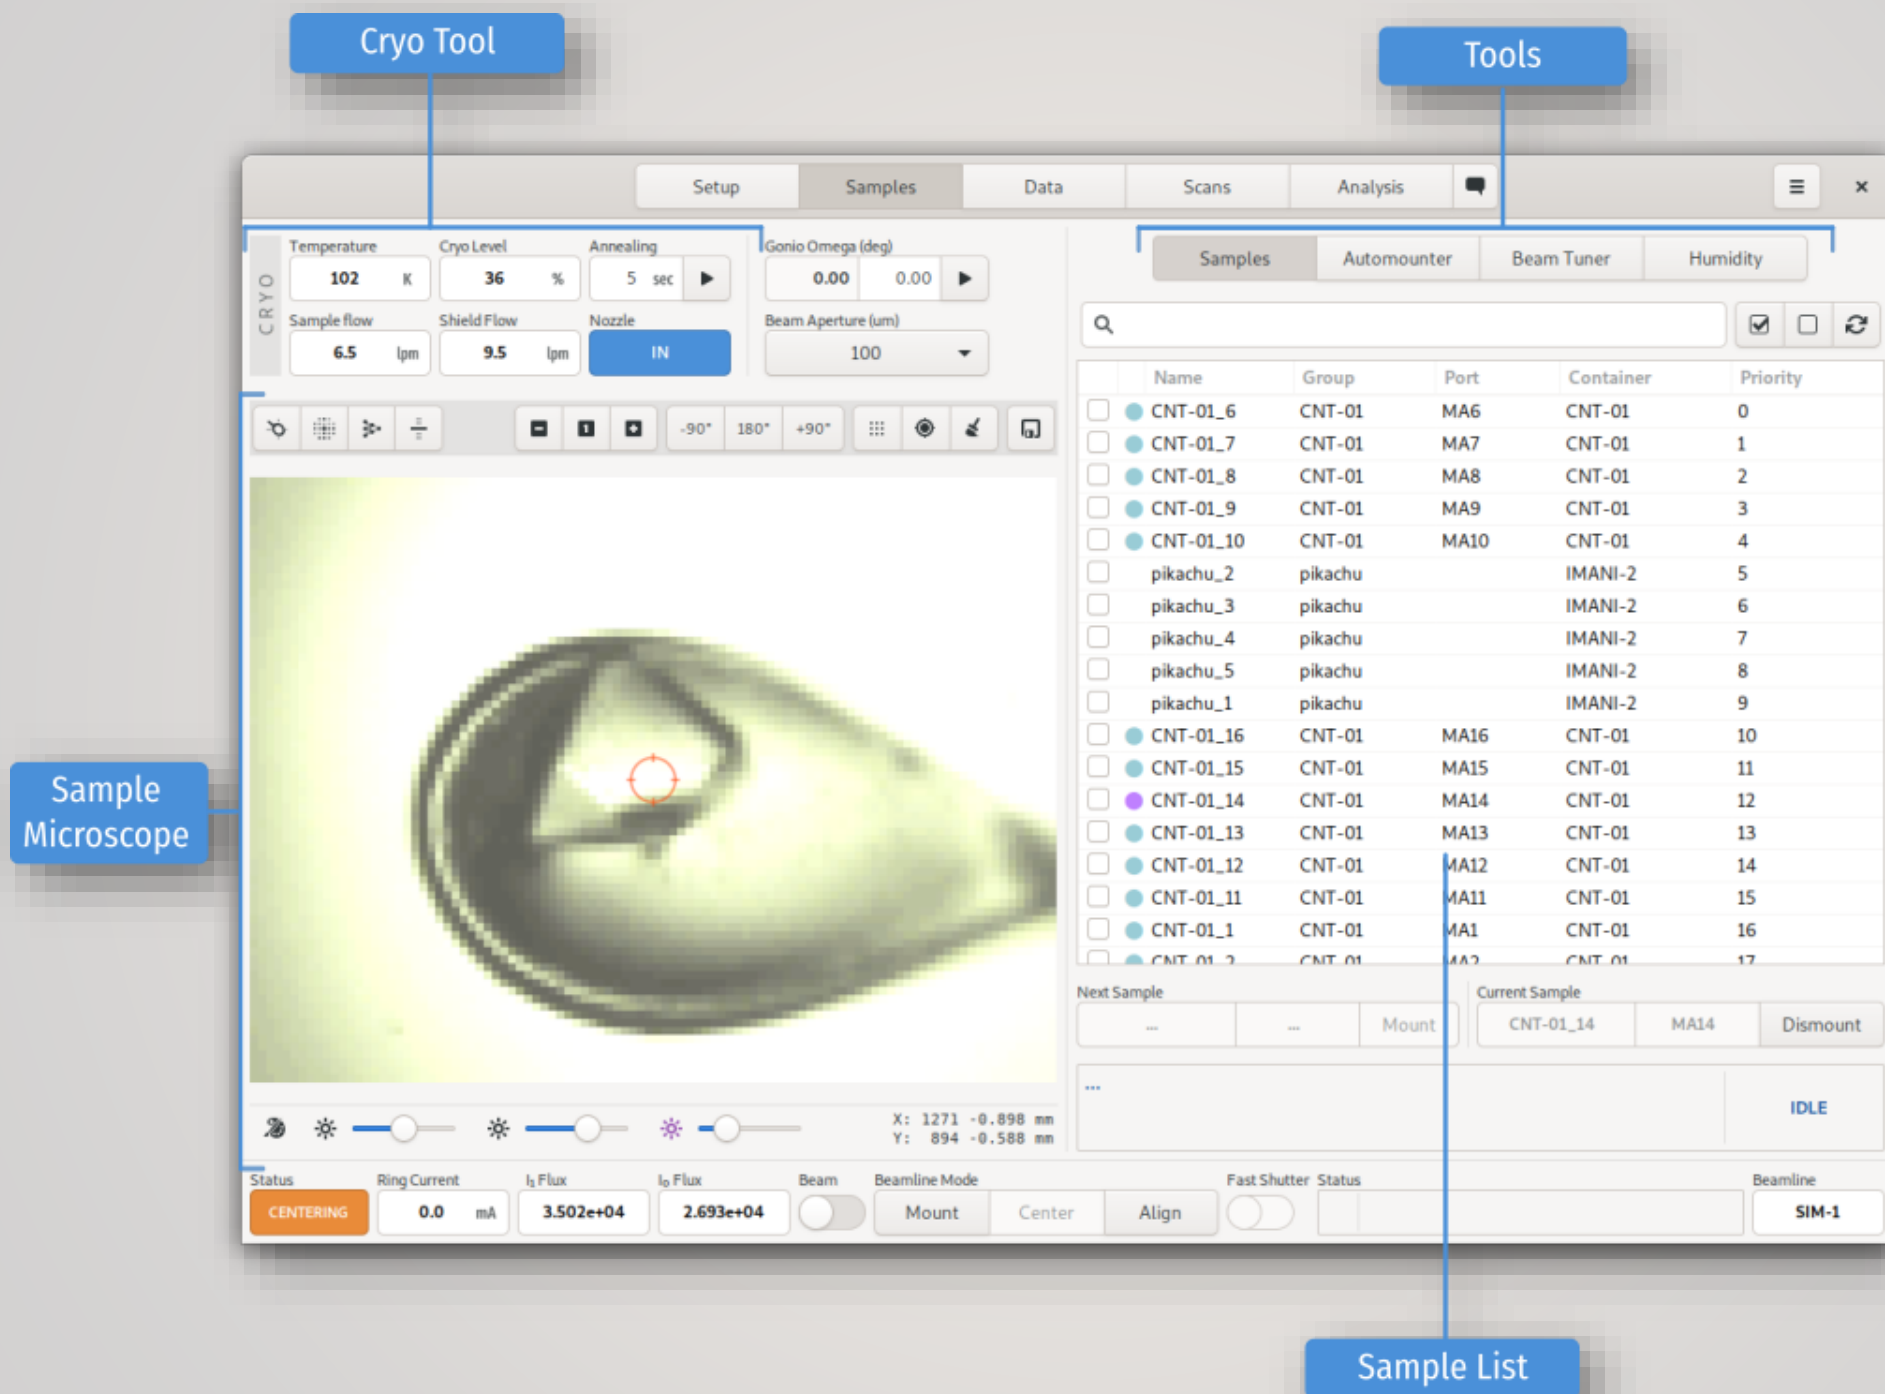 Cryo Tool
Tools
Setup Samples Data Scans Analysis
CRYO
Temperature Cryo Level Annealing Gonio Omega (deg)
102 K 36 % 5 sec 0.00 0.00
Sample flow Shield Flow Nozzle Beam Aperture (um)
6.5 lpm 9.5 lpm IN 100
Samples Automounter Beam Tuner Humidity
-90° 180° +90°
Name Group Port Container Priority
CNT-01_6 CNT-01 MA6 CNT-01 0
CNT-01_7 CNT-01 MA7 CNT-01 1
CNT-01_8 CNT-01 MA8 CNT-01 2
CNT-01_9 CNT-01 MA9 CNT-01 3
CNT-01_10 CNT-01 MA10 CNT-01 4
pikachu_2 pikachu IMANI-2 5
pikachu_3 pikachu IMANI-2 6
pikachu_4 pikachu IMANI-2 7
pikachu_5 pikachu IMANI-2 8
pikachu_1 pikachu IMANI-2 9
CNT-01_16 CNT-01 MA16 CNT-01 10
CNT-01_15 CNT-01 MA15 CNT-01 11
CNT-01_14 CNT-01 MA14 CNT-01 12
CNT-01_13 CNT-01 MA13 CNT-01 13
CNT-01_12 CNT-01 MA12 CNT-01 14
CNT-01_11 CNT-01 MA11 CNT-01 15
CNT-01_1 CNT-01 MA1 CNT-01 16
CNT-01_2 CNT-01 MA2 CNT-01 17
Sample
Microscope
Next Sample Current Sample
... ... Mount CNT-01_14 MA14 Dismount
...
IDLE
X: 1271 -0.898 mm
Y: 894 -0.588 mm
Status Ring Current I₁ Flux I₀ Flux Beam Beamline Mode Fast Shutter Status Beamline
CENTERING 0.0 mA 3.502e+04 2.693e+04 Mount Center Align SIM-1
Sample List